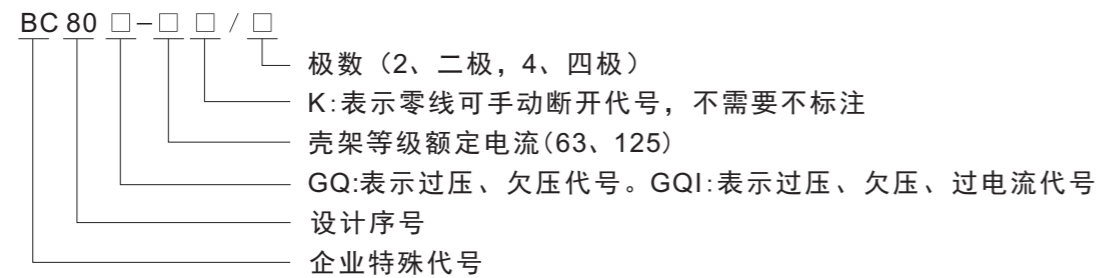 BC 80 □-□ □ / □
极数（2、二极，4、四极）
K:表示零线可手动断开代号，不需要不标注
壳架等级额定电流(63、125)
GQ:表示过压、欠压代号。GQI:表示过压、欠压、过电流代号
设计序号
企业特殊代号